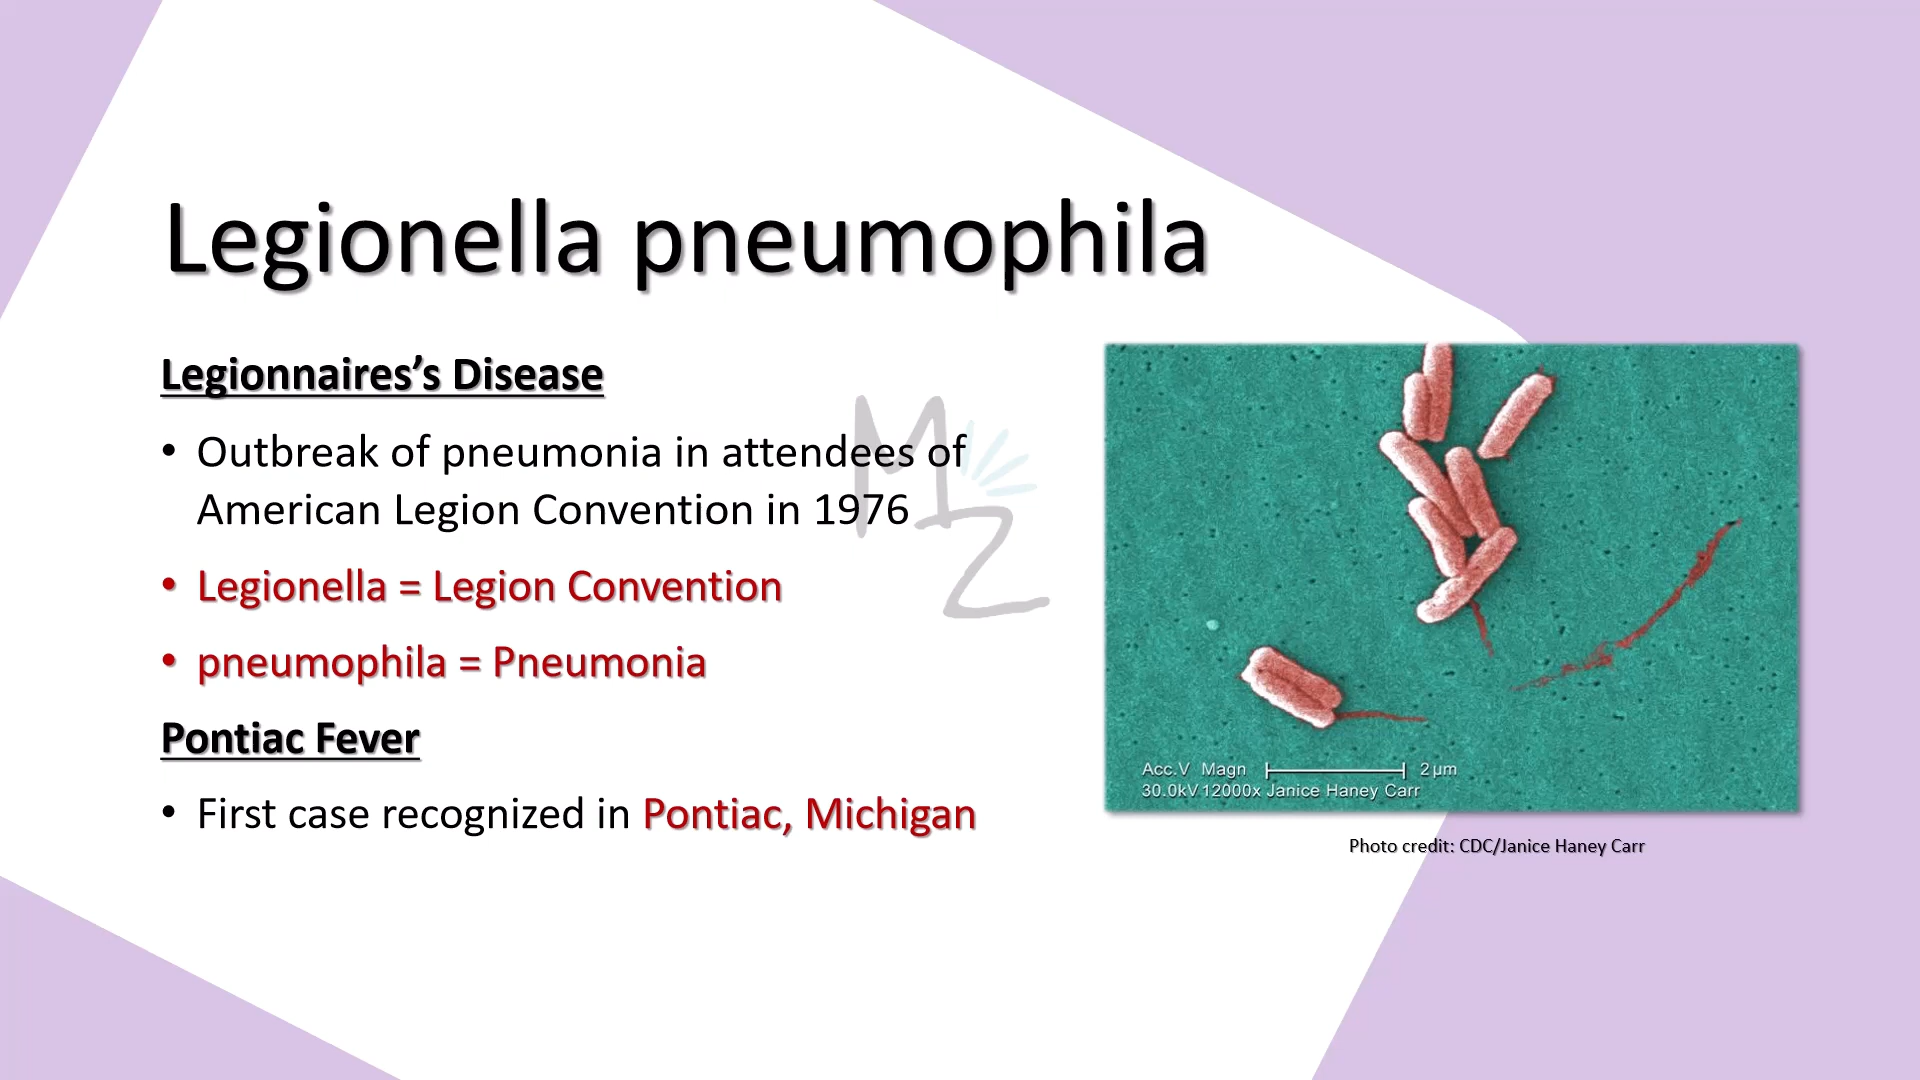 Legionella pneumophila
Legionnaires’s Disease
• Outbreak of pneumonia in attendees of
American Legion Convention in 1976
• Legionella = Legion Convention
• pneumophila = Pneumonia
Pontiac Fever
• First case recognized in Pontiac, Michigan
MZ
Acc.V Magn 2 µm
30.0kV 12000x Janice Haney Carr
Photo credit: CDC/Janice Haney Carr